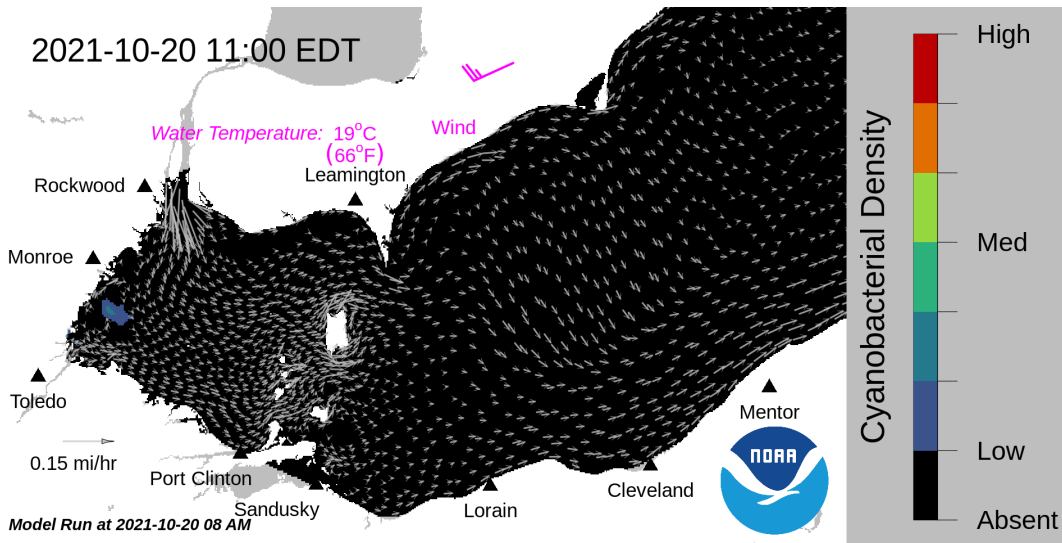 2021-10-20 11:00 EDT
Water Temperature: 19°C
(66°F)
Wind
Leamington
Rockwood
Monroe
Toledo
0.15 mi/hr
Port Clinton
Sandusky
Lorain
Cleveland
Mentor
NOAA
Model Run at 2021-10-20 08 AM
Cyanobacterial Density
High
Med
Low
Absent